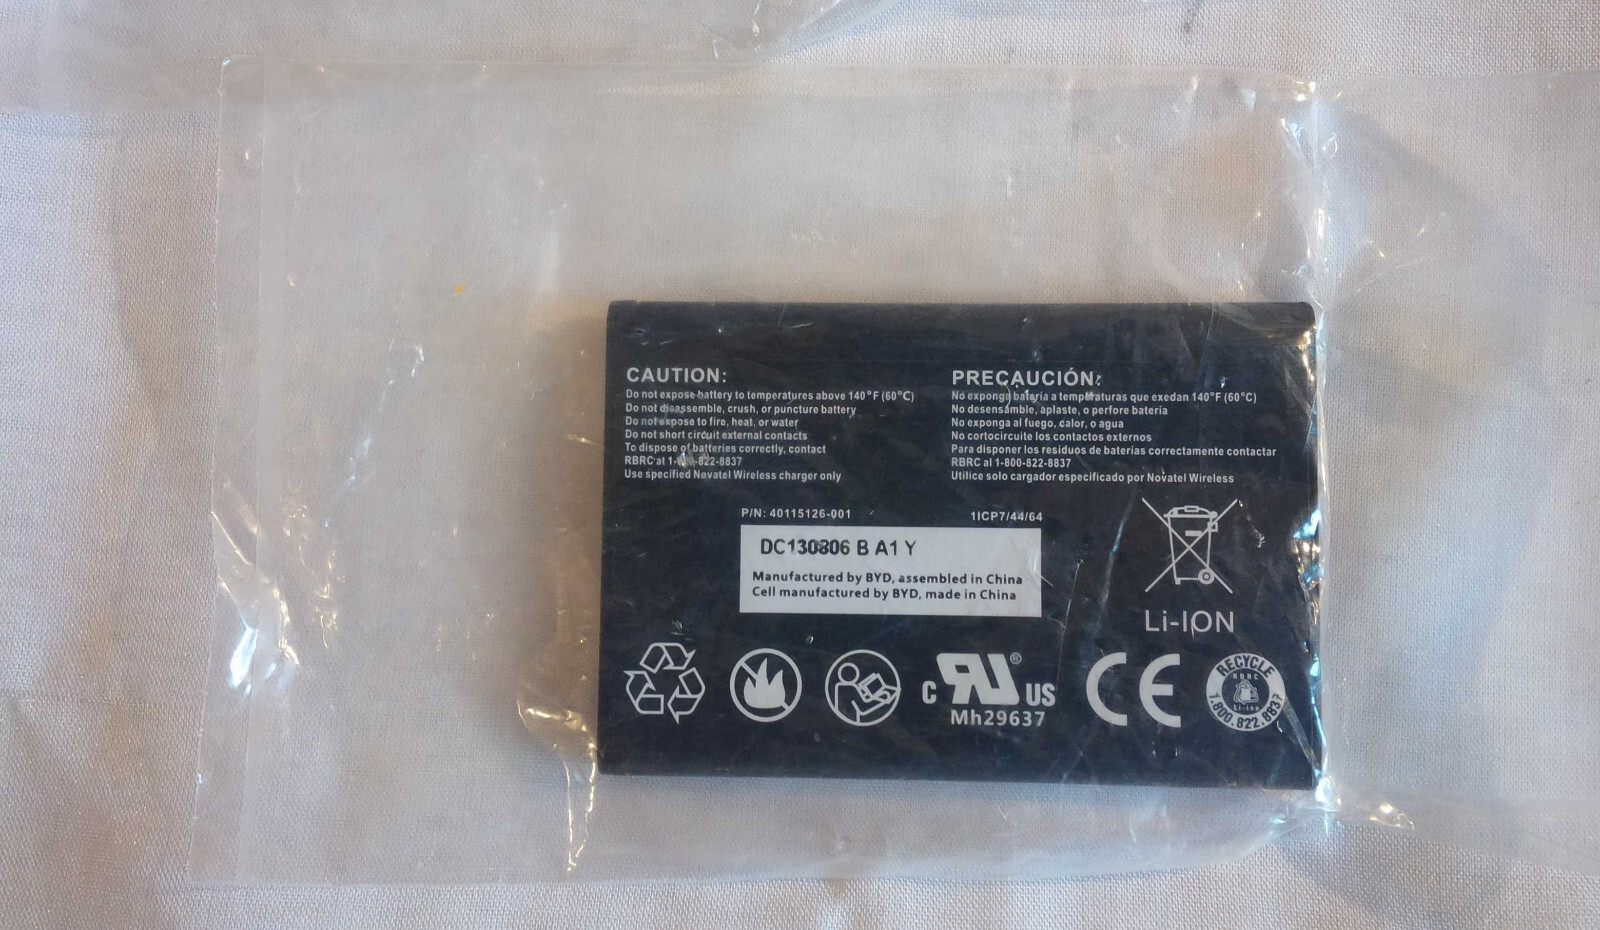 CAUTION:
Do not expose battery to temperatures above 140°F (60°C)
Do not disassemble, crush, or puncture battery
Do not expose to fire, heat, or water
Do not short circuit external contacts
To dispose of batteries correctly, contact
RBRC at 1- -822-8837
Use specified Novatel Wireless charger only
PRECAUCIÓN:
No exponga batería a temperaturas que exedan 140°F (60°C)
No desensamble, aplaste, o perfore bateria
No exponga al fuego, calor, o agua
No cortocircuite los contactos externos
Para disponer los residuos de baterías correctamente contactar
RBRC al 1-800-822-8837
Utilice solo cargador especificado por Novatel Wireless
P/N: 40115126-001
1ICP7/44/64
DC130806 B A1 Y
Manufactured by BYD, assembled in China
Cell manufactured by BYD, made in China
Li-ION
C RU® US
Mh29637
CE
RECYCLE
RBRC
Li-ion
1.800.822.8837